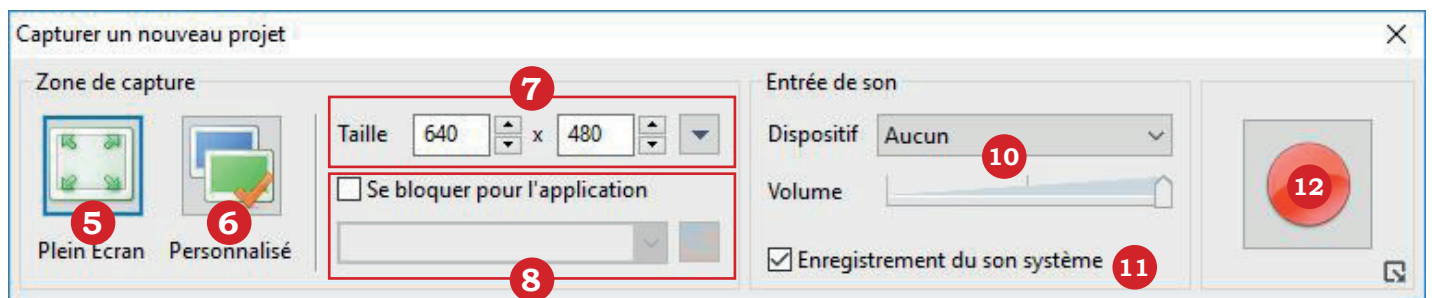 Capturer un nouveau projet
Zone de capture
7
Taille 640 x 480
Se bloquer pour l'application
5
6
Plein Ecran Personnalisé
8
Entrée de son
Dispositif Aucun
10
Volume
Enregistrement du son système 11
12